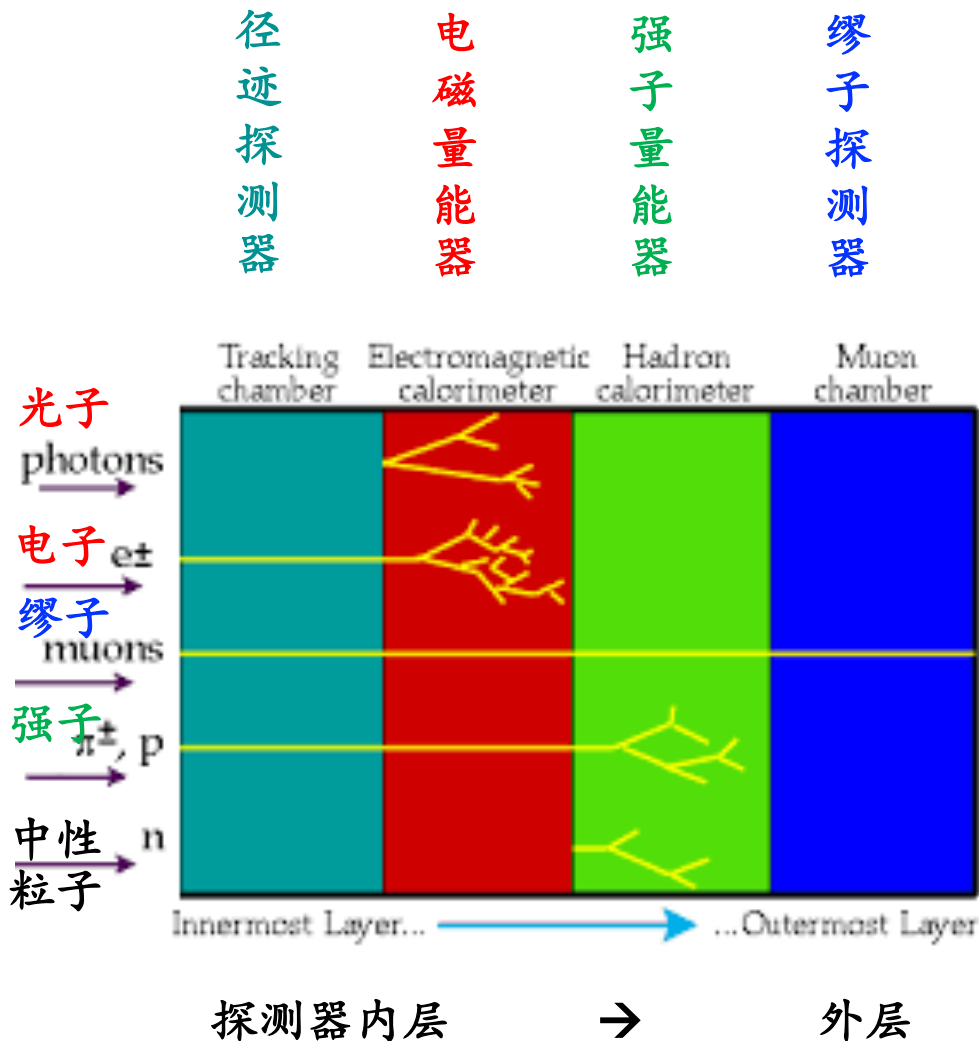 径迹探测器
电磁量能器
强子量能器
缪子探测器
Tracking chamber
Electromagnetic calorimeter
Hadron calorimeter
Muon chamber
光子
photons
电子
e±
缪子
muons
强子
π±, p
中性
粒子
n
Innermost Layer...
...Outermost Layer
探测器内层 → 外层